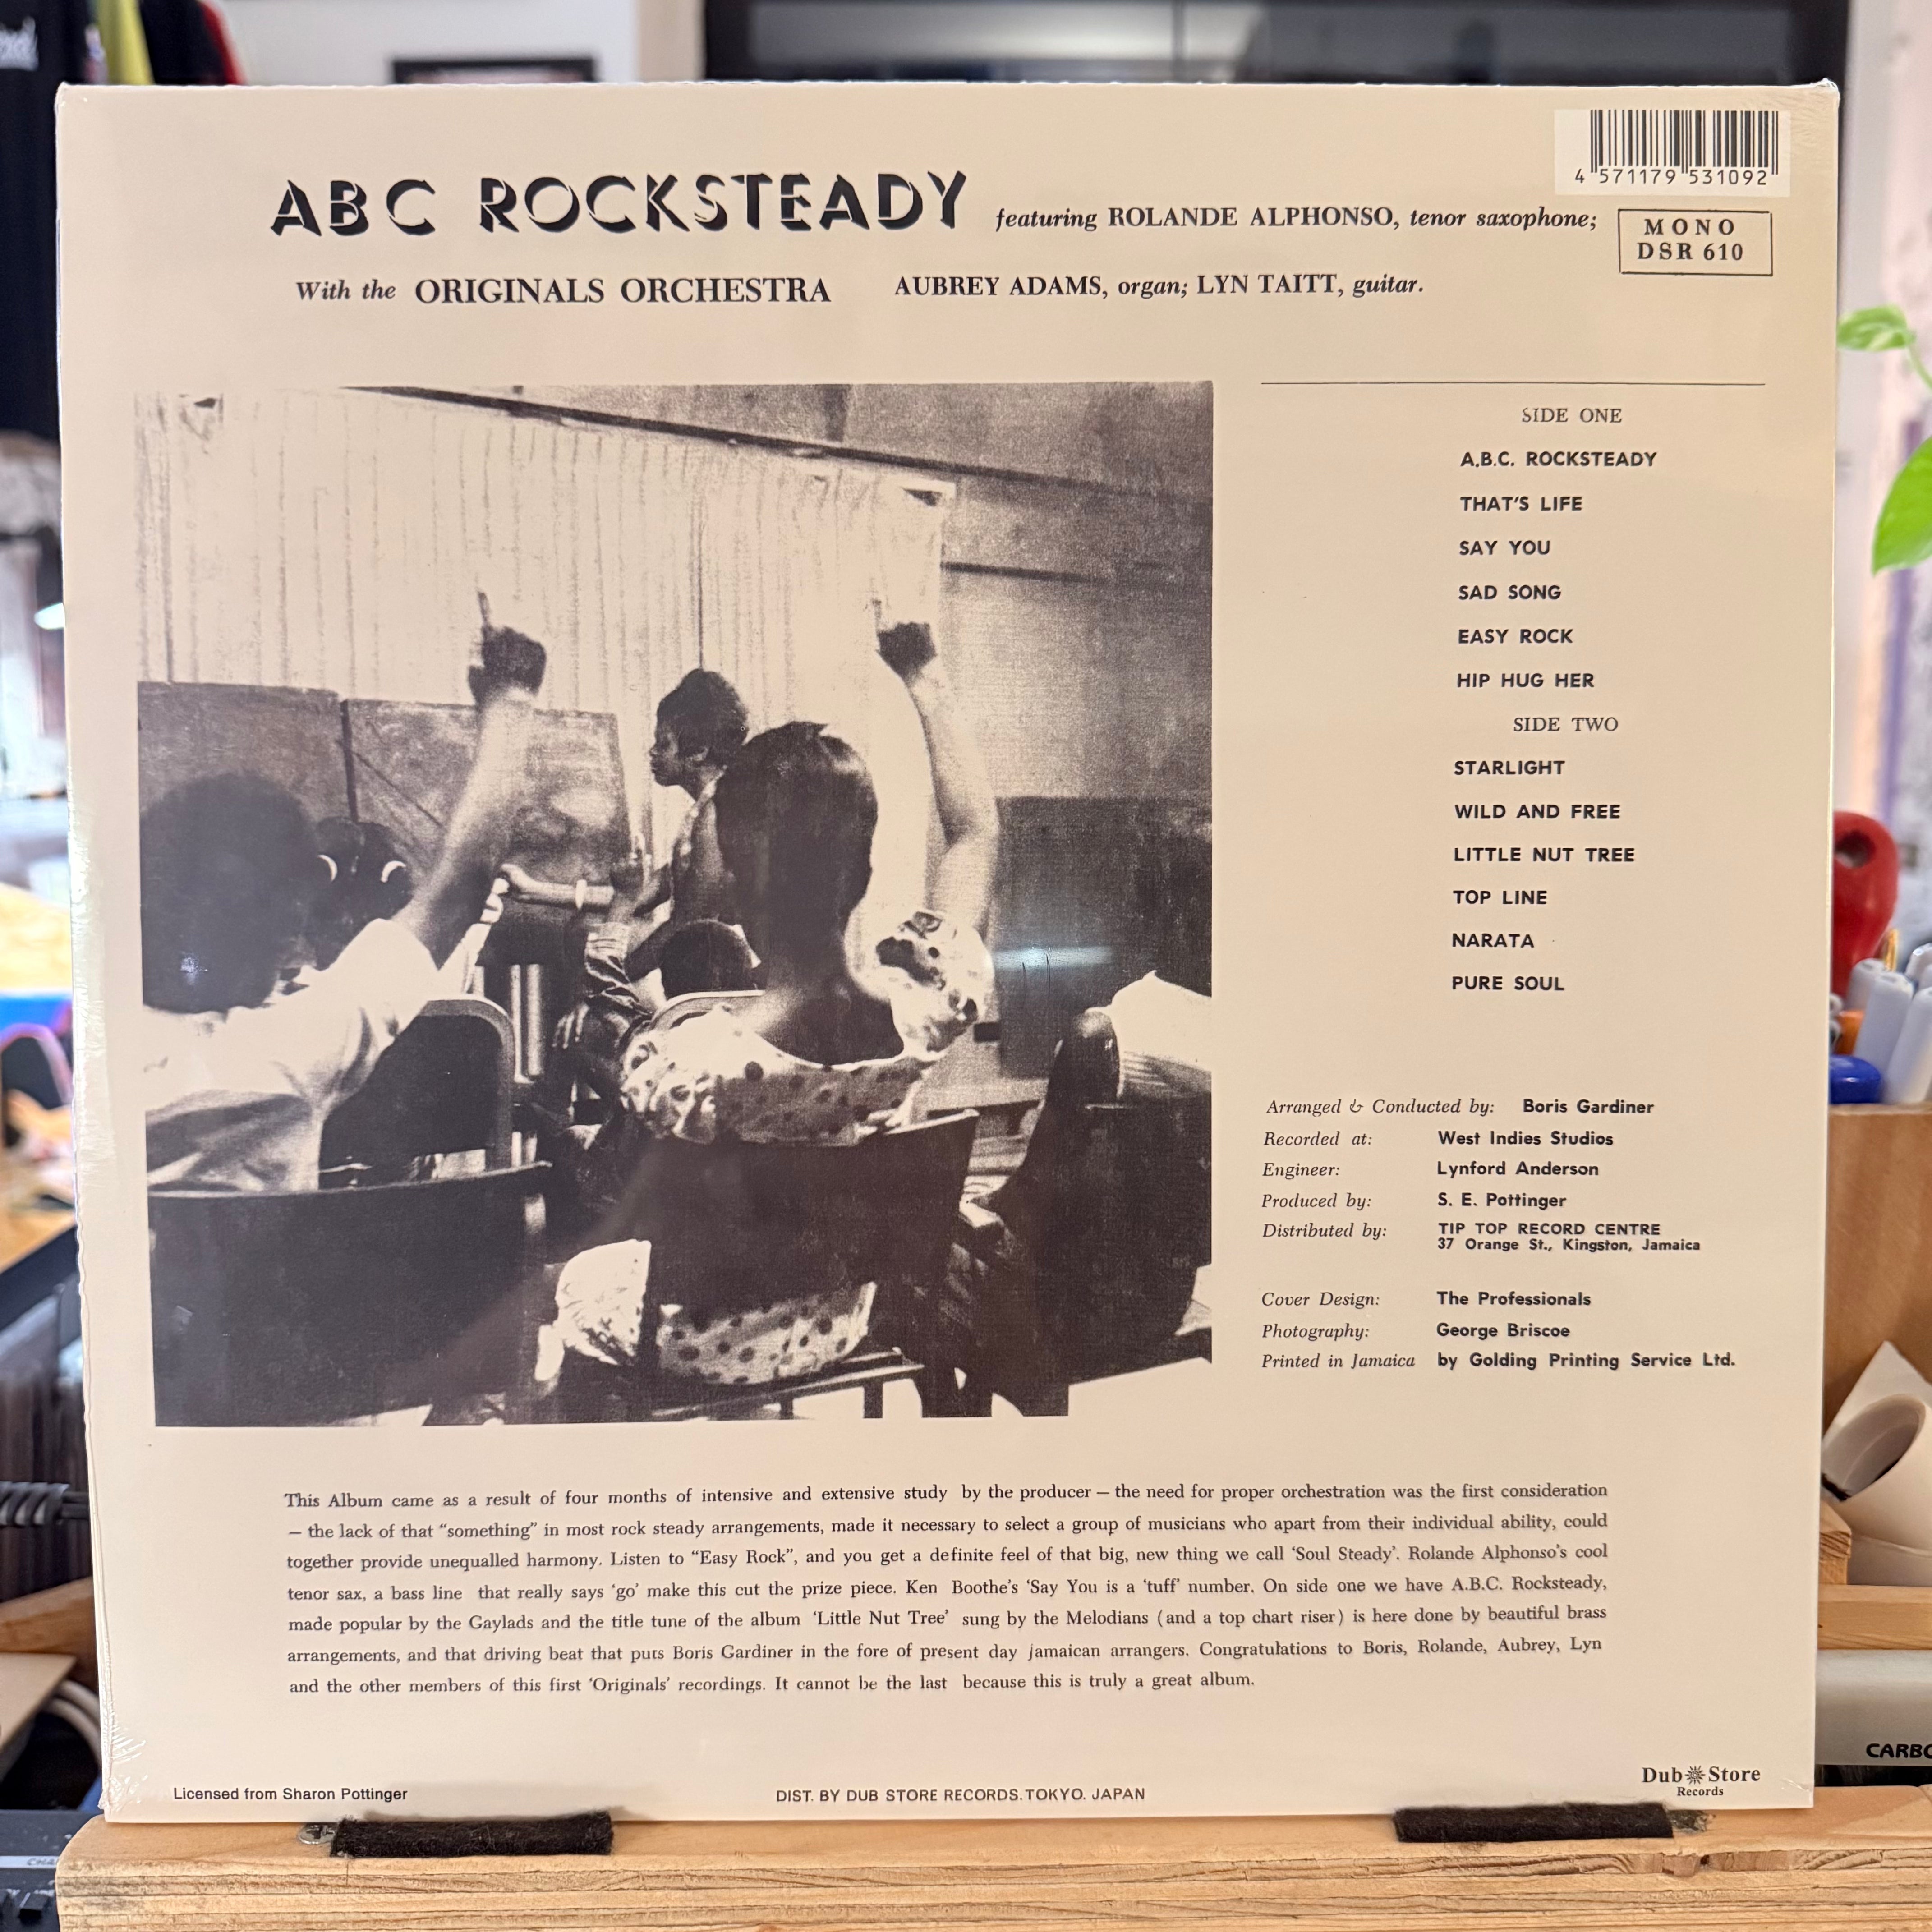 4 571179 531092
ABC ROCKSTEADY featuring ROLANDE ALPHONSO, tenor saxophone;
MONO
DSR 610
With the ORIGINALS ORCHESTRA AUBREY ADAMS, organ; LYN TAITT, guitar.
SIDE ONE
A.B.C. ROCKSTEADY
THAT'S LIFE
SAY YOU
SAD SONG
EASY ROCK
HIP HUG HER
SIDE TWO
STARLIGHT
WILD AND FREE
LITTLE NUT TREE
TOP LINE
NARATA
PURE SOUL
Arranged & Conducted by: Boris Gardiner
Recorded at: West Indies Studios
Engineer: Lynford Anderson
Produced by: S. E. Pottinger
Distributed by: TIP TOP RECORD CENTRE
37 Orange St., Kingston, Jamaica
Cover Design: The Professionals
Photography: George Briscoe
Printed in Jamaica by Golding Printing Service Ltd.
This Album came as a result of four months of intensive and extensive study by the producer — the need for proper orchestration was the first consideration
— the lack of that “something” in most rock steady arrangements, made it necessary to select a group of musicians who apart from their individual ability, could
together provide unequalled harmony. Listen to “Easy Rock”, and you get a definite feel of that big, new thing we call ‘Soul Steady’. Rolande Alphonso’s cool
tenor sax, a bass line that really says ‘go’ make this cut the prize piece. Ken Boothe’s ‘Say You is a ‘tuff’ number. On side one we have A.B.C. Rocksteady,
made popular by the Gaylads and the title tune of the album ‘Little Nut Tree’ sung by the Melodians (and a top chart riser) is here done by beautiful brass
arrangements, and that driving beat that puts Boris Gardiner in the fore of present day jamaican arrangers. Congratulations to Boris, Rolande, Aubrey, Lyn
and the other members of this first ‘Originals’ recordings. It cannot be the last because this is truly a great album.
Licensed from Sharon Pottinger
DIST. BY DUB STORE RECORDS. TOKYO. JAPAN
Dub Store
Records
CARBO